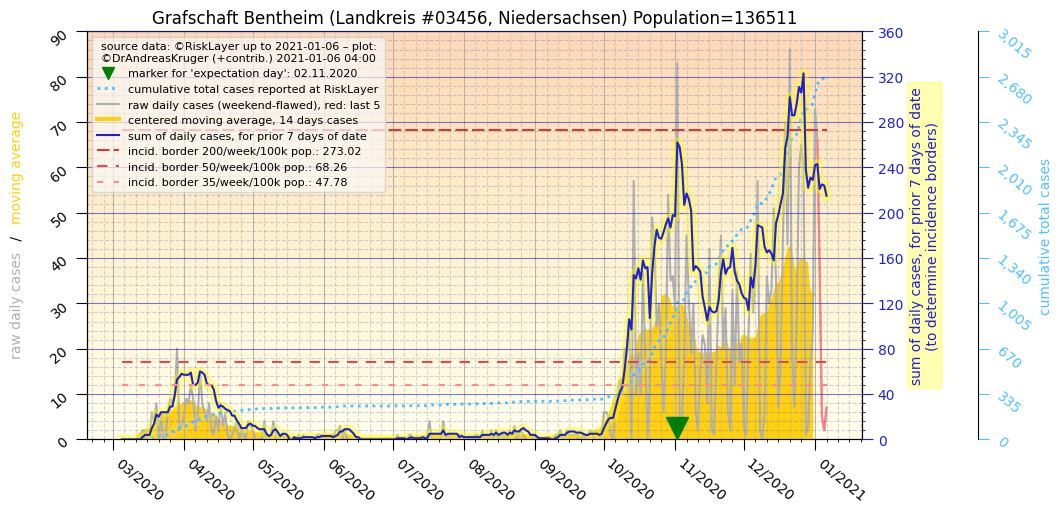 Grafschaft Bentheim (Landkreis #03456, Niedersachsen) Population=136511
source data: ©RiskLayer up to 2021-01-06 – plot:
©DrAndreasKruger (+contrib.) 2021-01-06 04:00
marker for 'expectation day': 02.11.2020
cumulative total cases reported at RiskLayer
raw daily cases (weekend-flawed), red: last 5
centered moving average, 14 days cases
sum of daily cases, for prior 7 days of date
incid. border 200/week/100k pop.: 273.02
incid. border 50/week/100k pop.: 68.26
incid. border 35/week/100k pop.: 47.78
raw daily cases / moving average
90
80
70
60
50
40
30
20
10
0
03/2020
04/2020
05/2020
06/2020
07/2020
08/2020
09/2020
10/2020
11/2020
12/2020
01/2021
360
320
280
240
200
160
120
80
40
0
sum of daily cases, for prior 7 days of date
(to determine incidence borders)
3,015
2,680
2,345
2,010
1,675
1,340
1,005
670
335
0
cumulative total cases